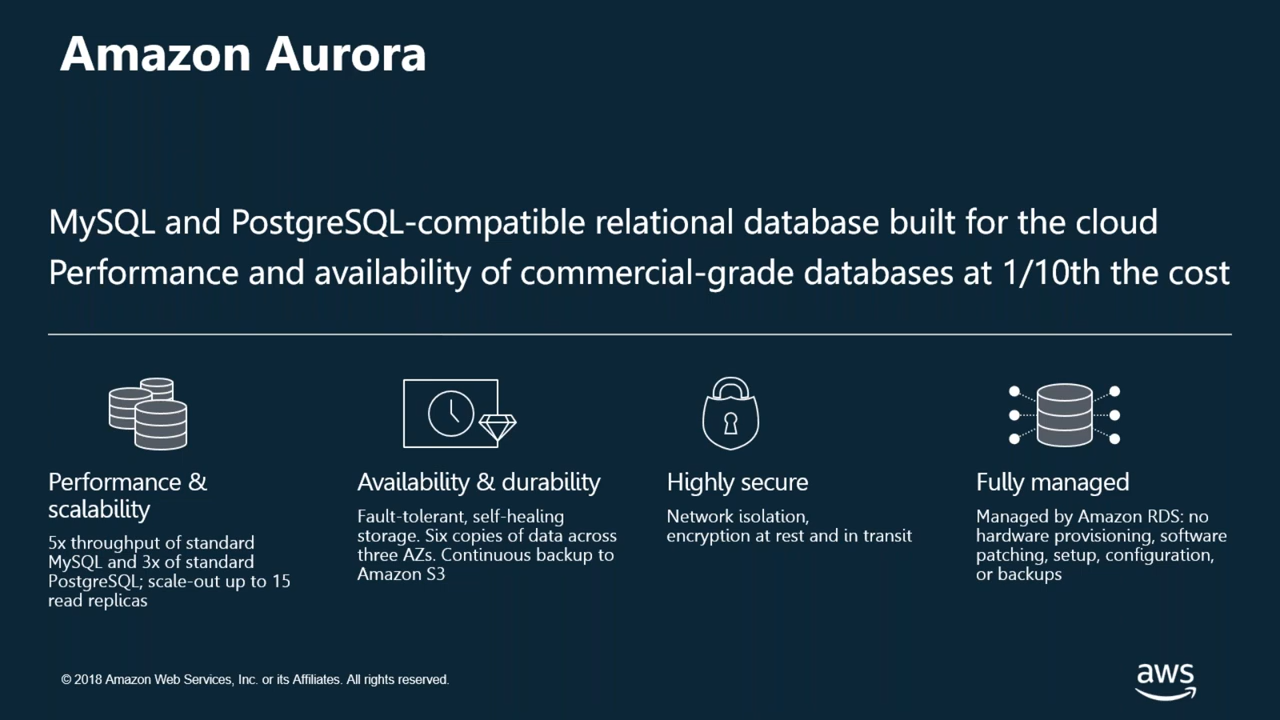 Amazon Aurora
MySQL and PostgreSQL-compatible relational database built for the cloud
Performance and availability of commercial-grade databases at 1/10th the cost
Performance &
scalability
5x throughput of standard
MySQL and 3x of standard
PostgreSQL; scale-out up to 15
read replicas
Availability & durability
Fault-tolerant, self-healing
storage. Six copies of data across
three AZs. Continuous backup to
Amazon S3
Highly secure
Network isolation,
encryption at rest and in transit
Fully managed
Managed by Amazon RDS: no
hardware provisioning, software
patching, setup, configuration,
or backups
© 2018 Amazon Web Services, Inc. or its Affiliates. All rights reserved.
aws